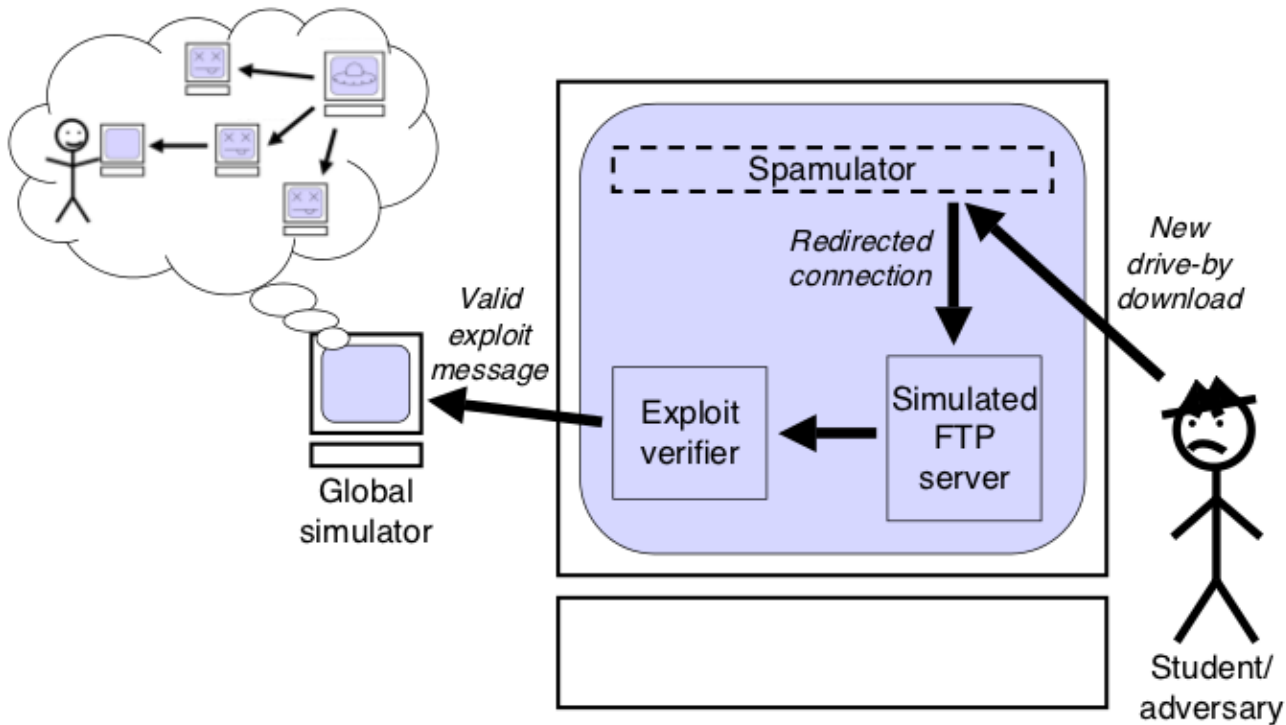 Spamulator
Redirected
connection
New
drive-by
download
Valid
exploit
message
Exploit
verifier
Simulated
FTP
server
Global
simulator
Student/
adversary